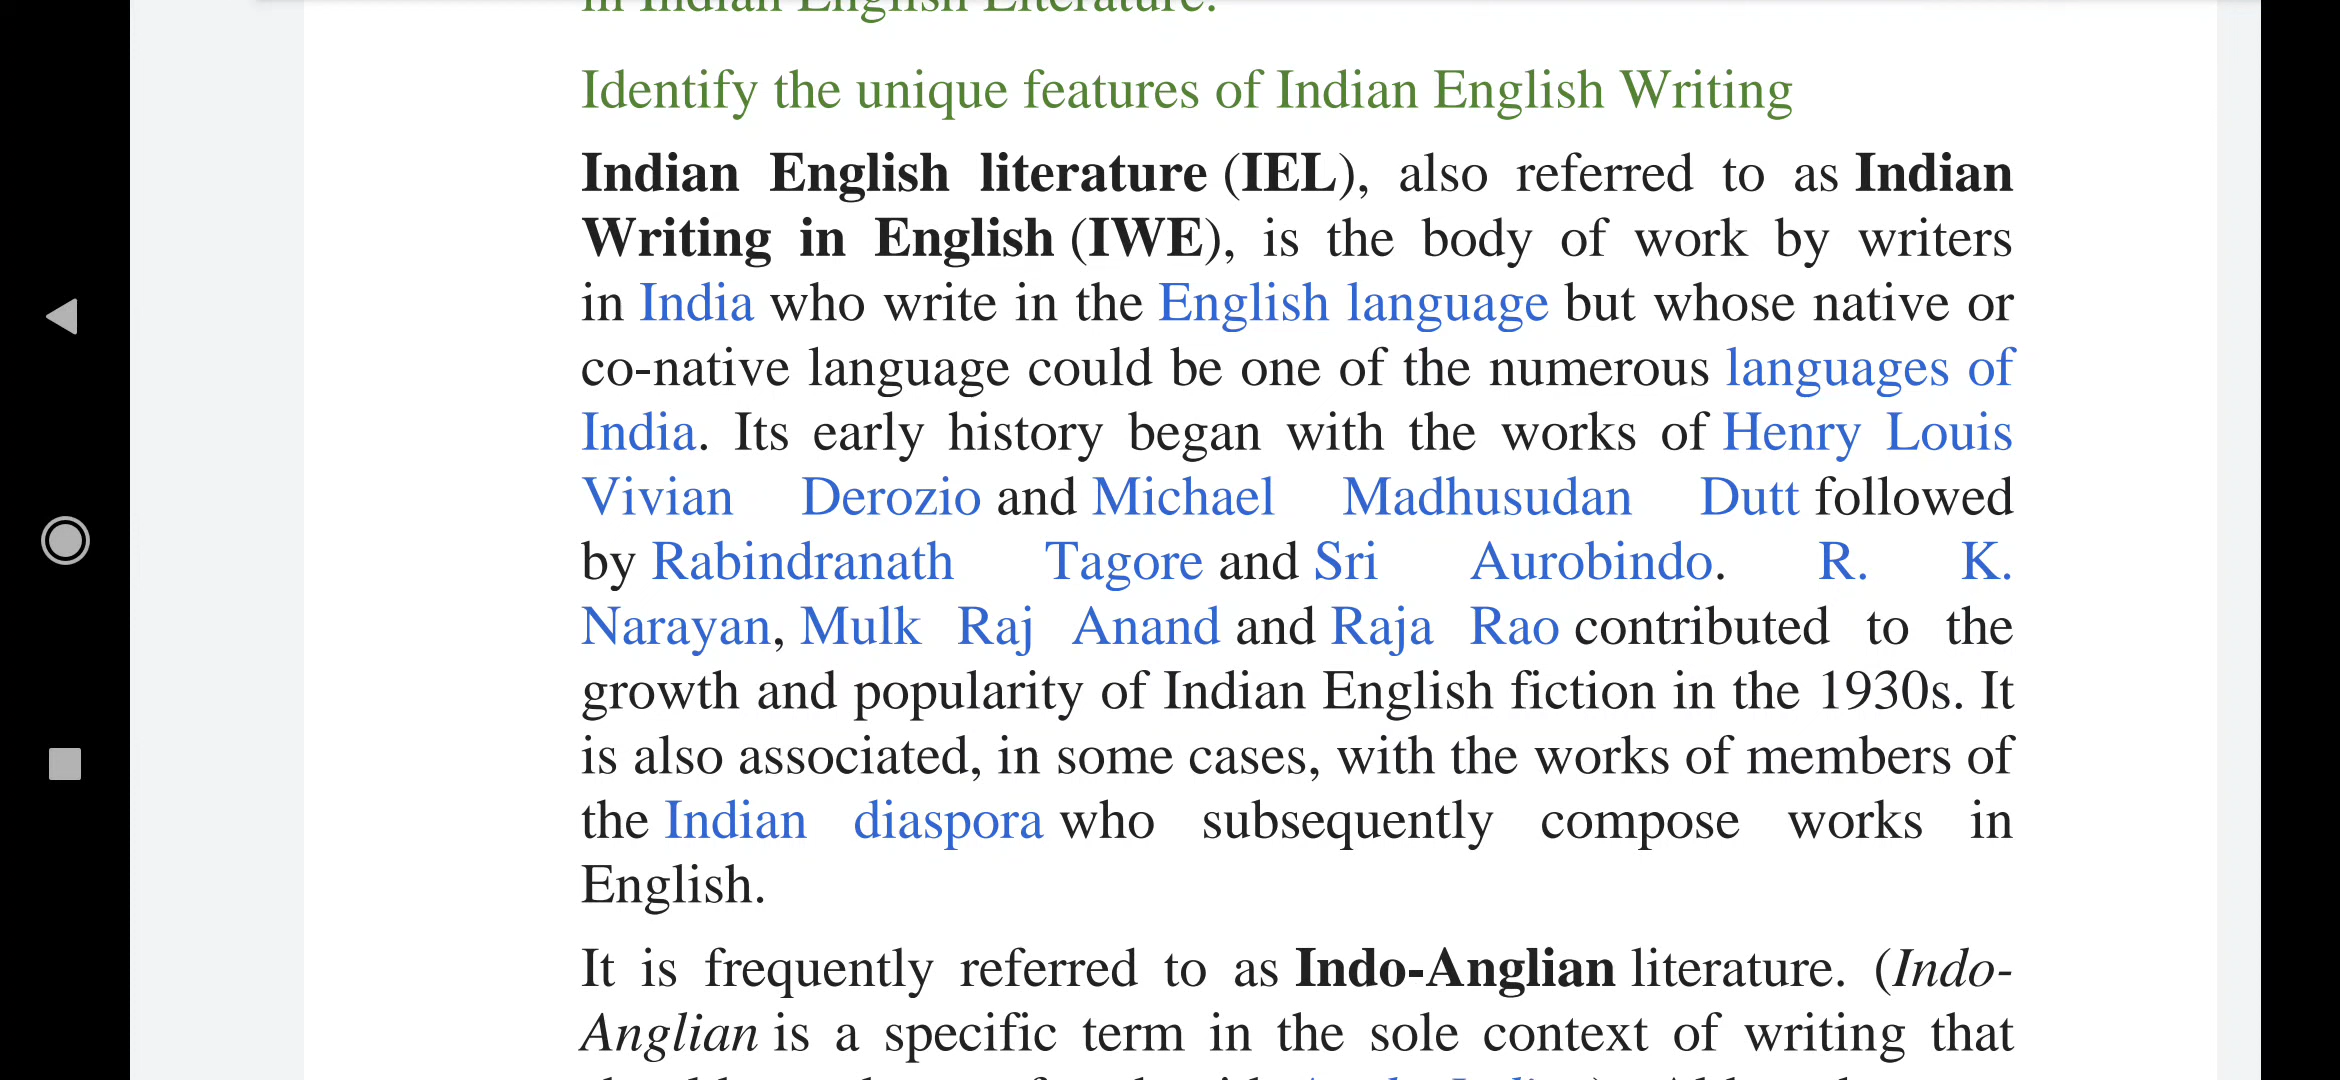 in Indian English Literature.
Identify the unique features of Indian English Writing
Indian English literature (IEL), also referred to as Indian
Writing in English (IWE), is the body of work by writers
in India who write in the English language but whose native or
co-native language could be one of the numerous languages of
India. Its early history began with the works of Henry Louis
Vivian Derozio and Michael Madhusudan Dutt followed
by Rabindranath Tagore and Sri Aurobindo. R. K.
Narayan, Mulk Raj Anand and Raja Rao contributed to the
growth and popularity of Indian English fiction in the 1930s. It
is also associated, in some cases, with the works of members of
the Indian diaspora who subsequently compose works in
English.
It is frequently referred to as Indo-Anglian literature. (Indo-
Anglian is a specific term in the sole context of writing that